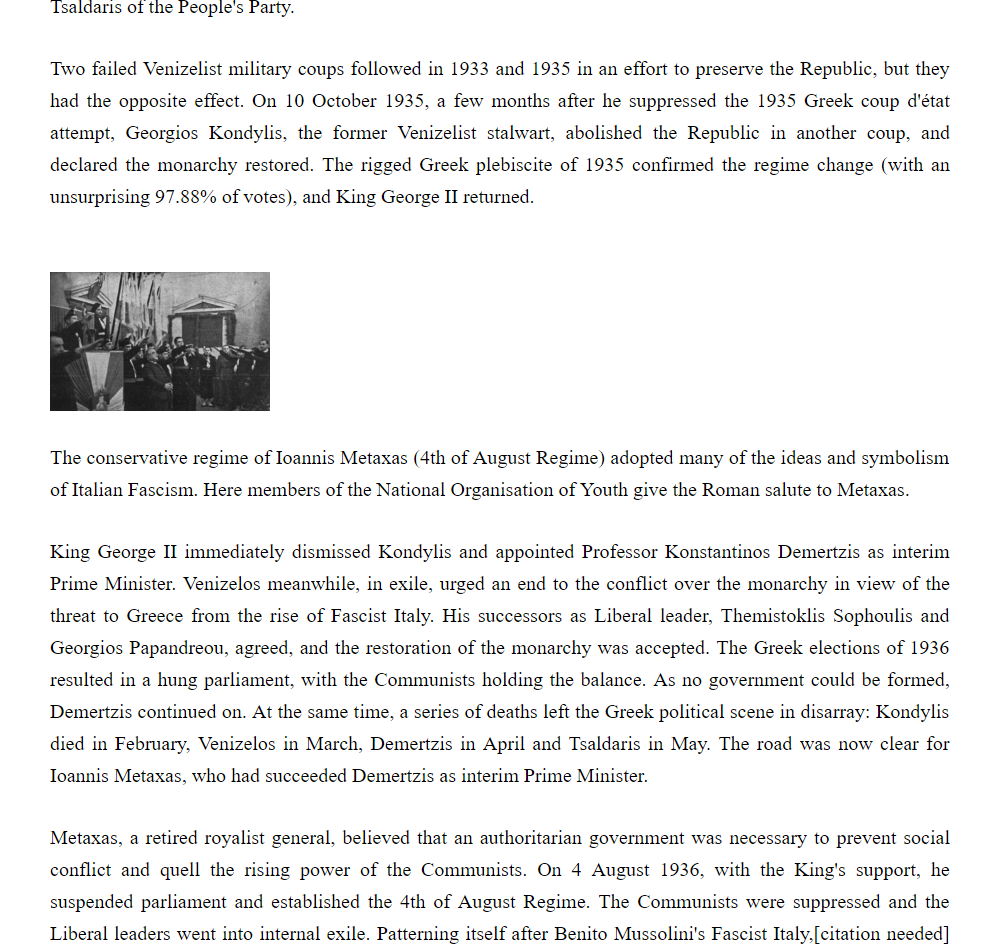 Tsaldaris of the People's Party.
Two failed Venizelist military coups followed in 1933 and 1935 in an effort to preserve the Republic, but they
had the opposite effect. On 10 October 1935, a few months after he suppressed the 1935 Greek coup d'état
attempt, Georgios Kondylis, the former Venizelist stalwart, abolished the Republic in another coup, and
declared the monarchy restored. The rigged Greek plebiscite of 1935 confirmed the regime change (with an
unsurprising 97.88% of votes), and King George II returned.
The conservative regime of Ioannis Metaxas (4th of August Regime) adopted many of the ideas and symbolism
of Italian Fascism. Here members of the National Organisation of Youth give the Roman salute to Metaxas.
King George II immediately dismissed Kondylis and appointed Professor Konstantinos Demertzis as interim
Prime Minister. Venizelos meanwhile, in exile, urged an end to the conflict over the monarchy in view of the
threat to Greece from the rise of Fascist Italy. His successors as Liberal leader, Themistoklis Sophoulis and
Georgios Papandreou, agreed, and the restoration of the monarchy was accepted. The Greek elections of 1936
resulted in a hung parliament, with the Communists holding the balance. As no government could be formed,
Demertzis continued on. At the same time, a series of deaths left the Greek political scene in disarray: Kondylis
died in February, Venizelos in March, Demertzis in April and Tsaldaris in May. The road was now clear for
Ioannis Metaxas, who had succeeded Demertzis as interim Prime Minister.
Metaxas, a retired royalist general, believed that an authoritarian government was necessary to prevent social
conflict and quell the rising power of the Communists. On 4 August 1936, with the King's support, he
suspended parliament and established the 4th of August Regime. The Communists were suppressed and the
Liberal leaders went into internal exile. Patterning itself after Benito Mussolini's Fascist Italy,[citation needed]